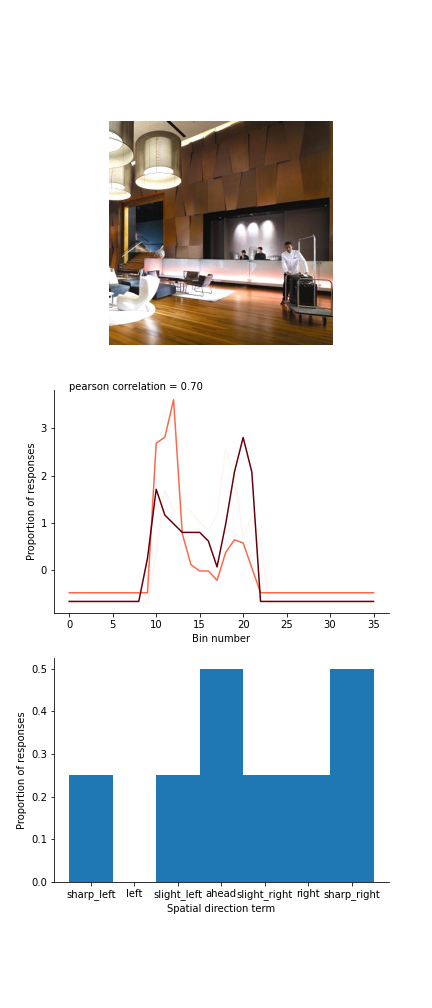 pearson correlation = 0.70
Proportion of responses
3
2
1
0
0 5 10 15 20 25 30 35
Bin number
Proportion of responses
0.5
0.4
0.3
0.2
0.1
0.0
sharp_left left slight_left ahead slight_right right sharp_right
Spatial direction term